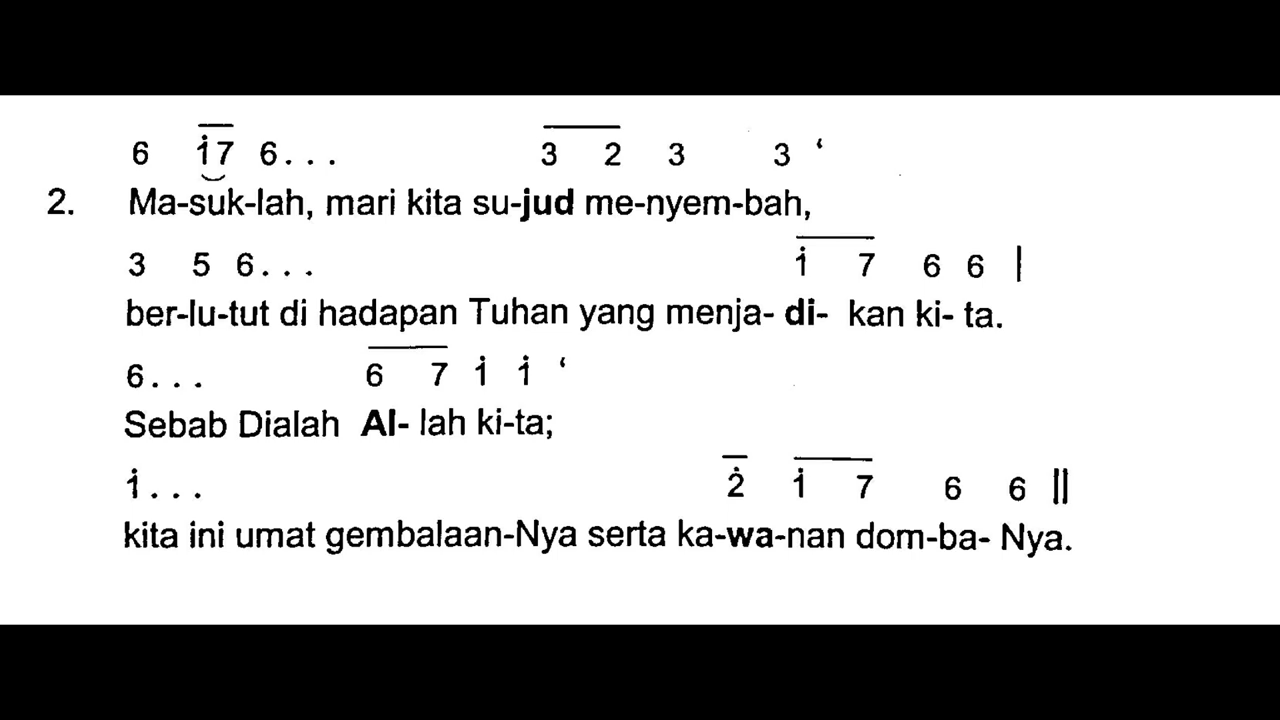 6 i̇7 6... 3 2 3 3 ‘
2. Ma-suk-lah, mari kita su-jud me-nyem-bah,
3 5 6... i̇ 7 6 6 |
ber-lu-tut di hadapan Tuhan yang menja- di- kan ki- ta.
6... 6 7 1̇ 1̇ ‘
Sebab Dialah Al- lah ki-ta;
1̇... 2̇ 1̇ 7 6 6 ||
kita ini umat gembalaan-Nya serta ka-wa-nan dom-ba- Nya.